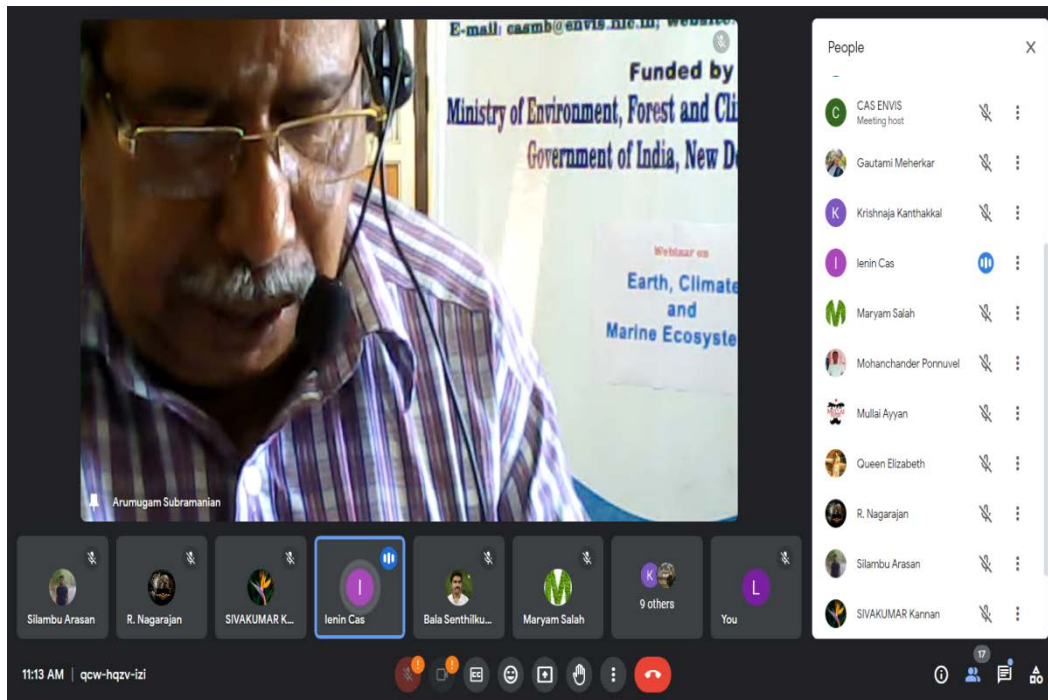 E-mail: casmb@envis.nic.in; website:
Funded by
Ministry of Environment, Forest and Cli
Government of India, New D
Webinar on
Earth, Climate
and
Marine Ecosyste
Arumugam Subramanian
Silambu Arasan
R. Nagarajan
SIVAKUMAR K...
lenin Cas
Bala Senthilku...
Maryam Salah
9 others
You
I
M
K
L
11:13 AM | qcw-hqzv-izi
CC
17
People
C
CAS ENVIS
Meeting host
Gautami Meherkar
K
Krishnaja Kanthakkal
I
lenin Cas
Maryam Salah
Mohanchander Ponnuvel
Mullai Ayyan
Queen Elizabeth
R. Nagarajan
Silambu Arasan
SIVAKUMAR Kannan